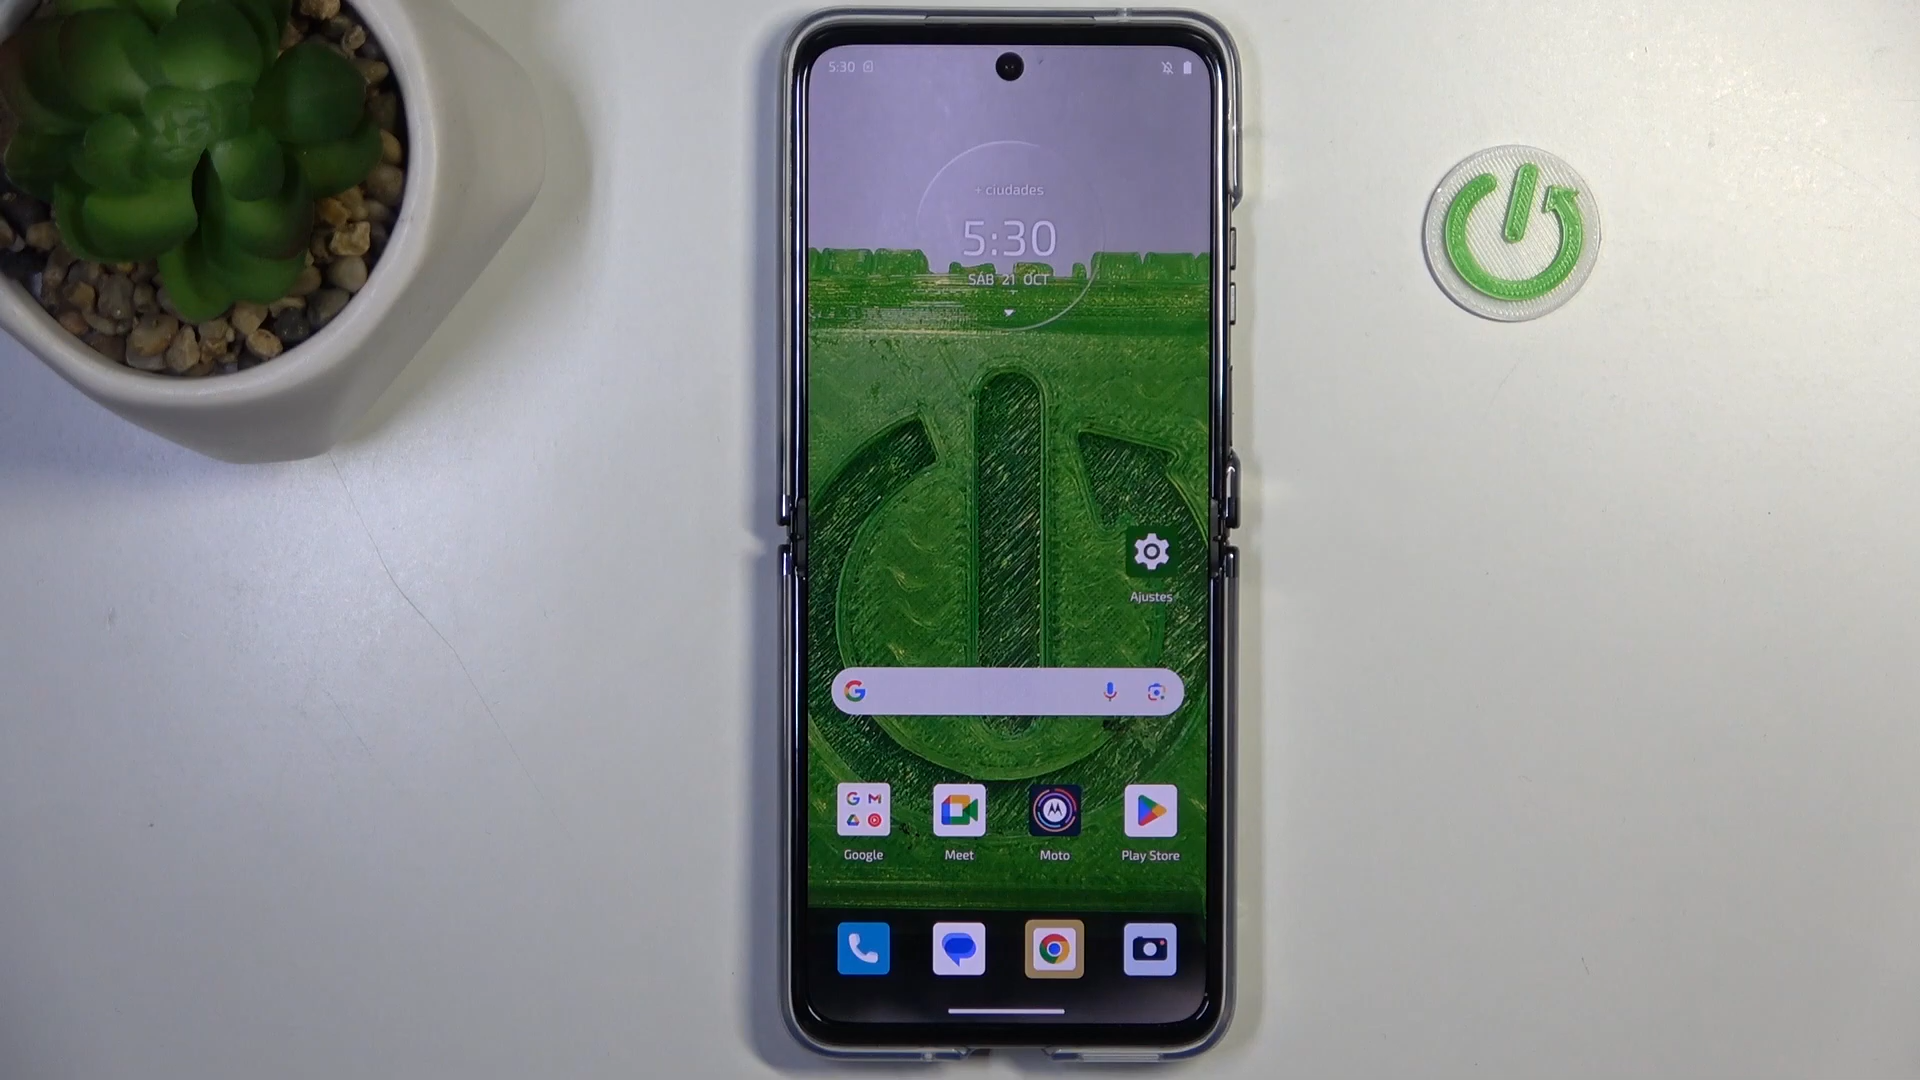 5:30
+ ciudades
5:30
SÁB 21 OCT
Ajustes
Google Meet Moto Play Store